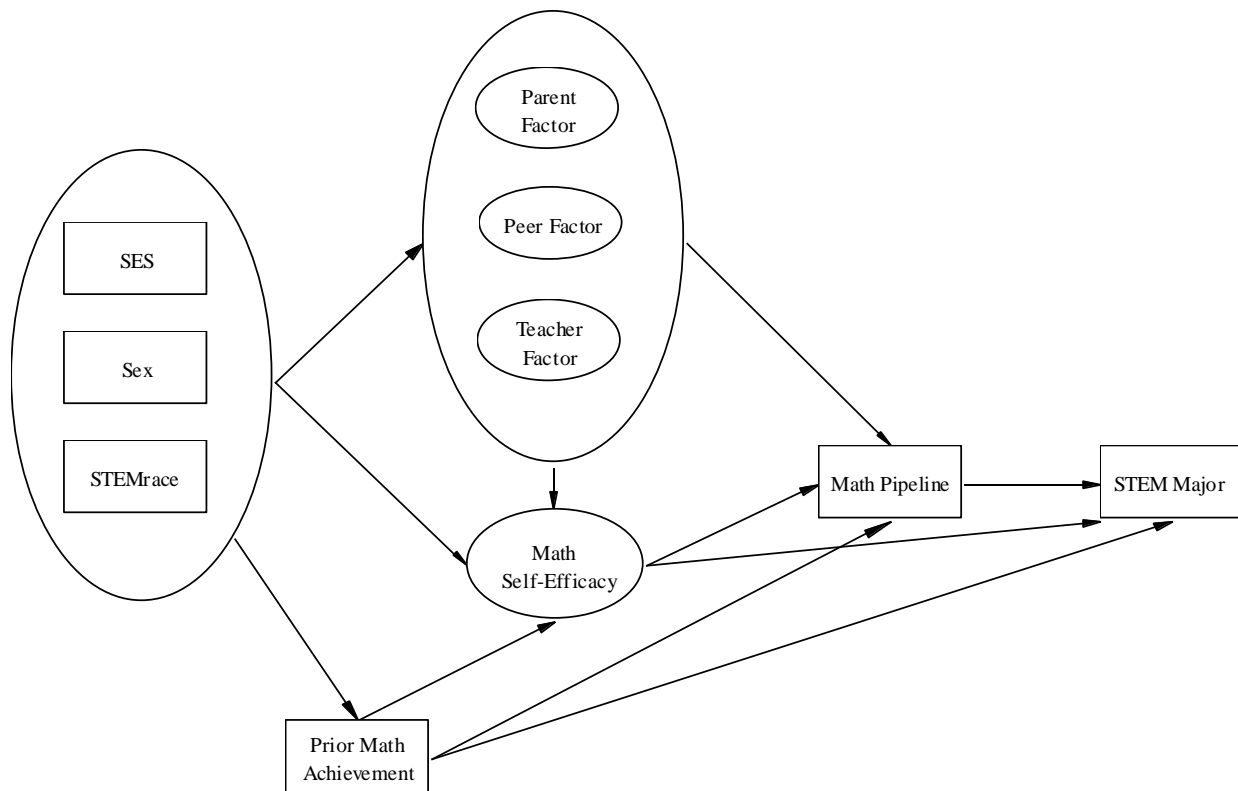 Parent
Factor
Peer Factor
Teacher
Factor
SES
Sex
STEMrace
Math Pipeline
STEM Major
Math
Self-Efficacy
Prior Math
Achievement